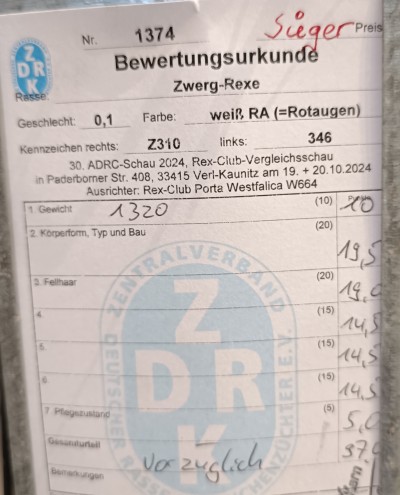 Nr. 1374 Sieger Preis
Bewertungsurkunde
Rasse: Zwerg-Rexe
Geschlecht: 0,1 Farbe: weiß RA (=Rotaugen)
Kennzeichen rechts: Z310 links: 346
30. ADRC-Schau 2024, Rex-Club-Vergleichsschau
in Paderborner Str. 408, 33415 Verl-Kaunitz am 19. + 20.10.2024
Ausrichter: Rex-Club Porta Westfalica W664
1. Gewicht 1320 (10) 10
2. Körperform, Typ und Bau (20) 19,5
3. Fellhaar (20) 19,0
4. (15) 14,5
5. (15) 14,5
6. (15) 14,5
7. Pflegezustand (5) 5,0
Gesamturteil vorzüglich 97,0
Bemerkungen
ZDRK
ZENTRALVERBAND DEUTSCHER